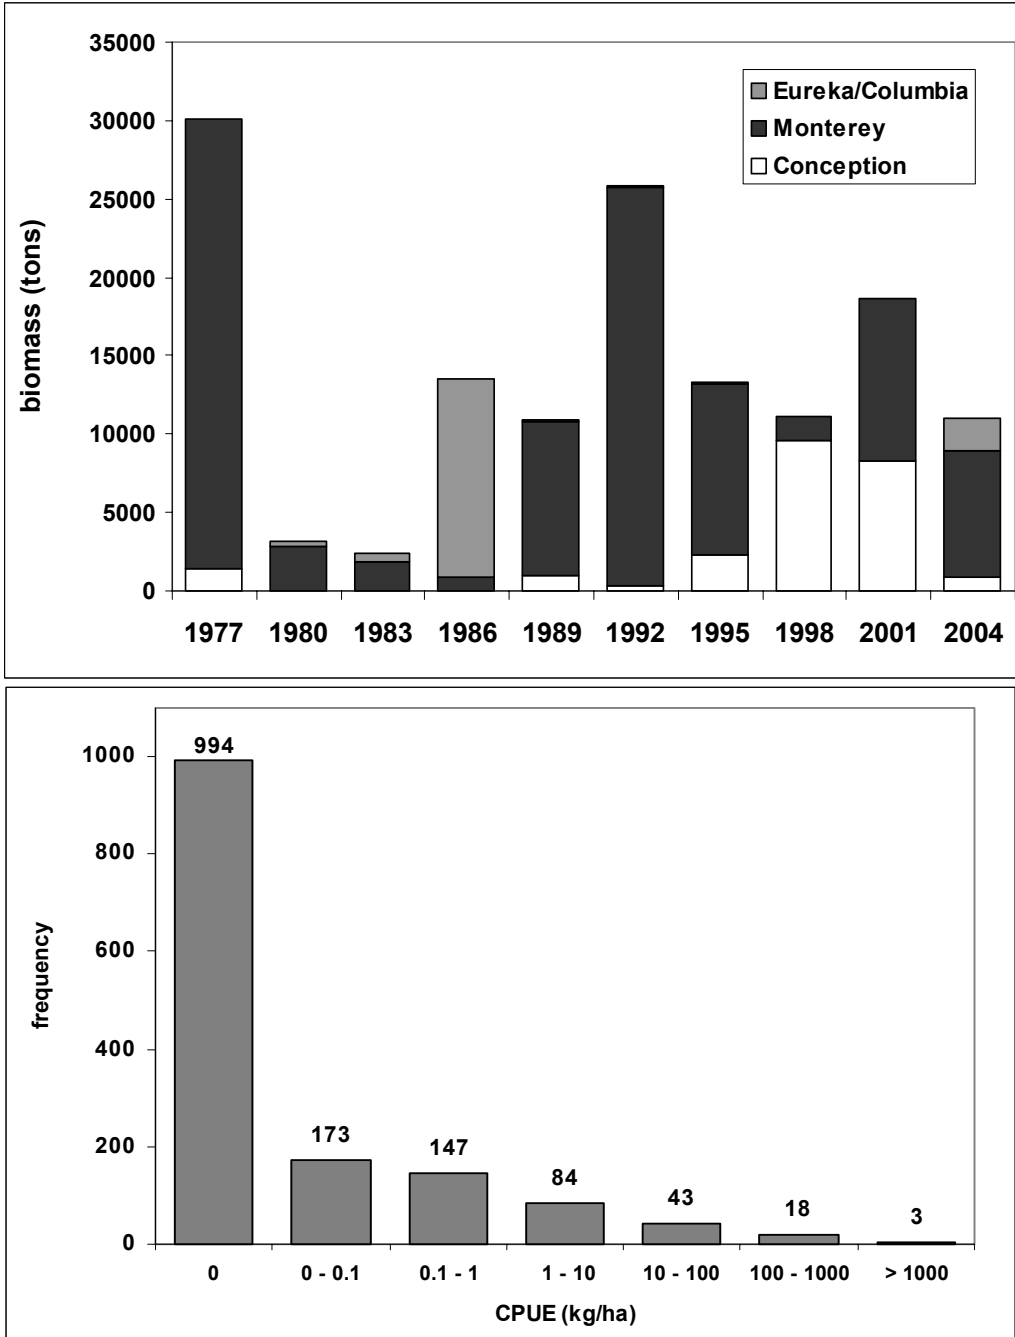 35000
30000
25000
20000
15000
10000
5000
0
biomass (tons)
Eureka/Columbia
Monterey
Conception
1977 1980 1983 1986 1989 1992 1995 1998 2001 2004
1000
800
600
400
200
0
frequency
994
173
147
84
43
18
3
0 0 - 0.1 0.1 - 1 1 - 10 10 - 100 100 - 1000 > 1000
CPUE (kg/ha)